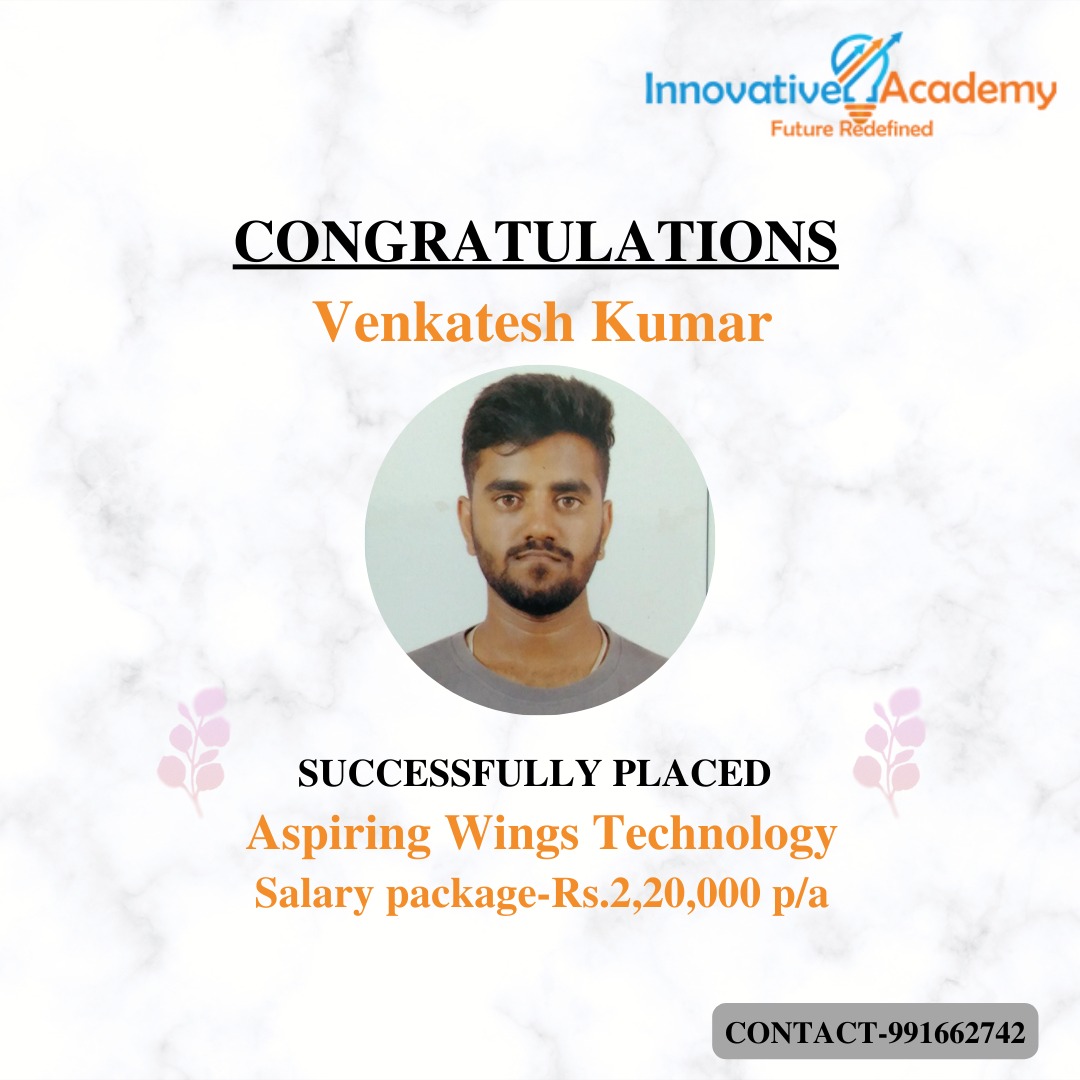 Innovative Academy
Future Redefined
CONGRATULATIONS
Venkatesh Kumar
SUCCESSFULLY PLACED
Aspiring Wings Technology
Salary package-Rs.2,20,000 p/a
CONTACT-991662742